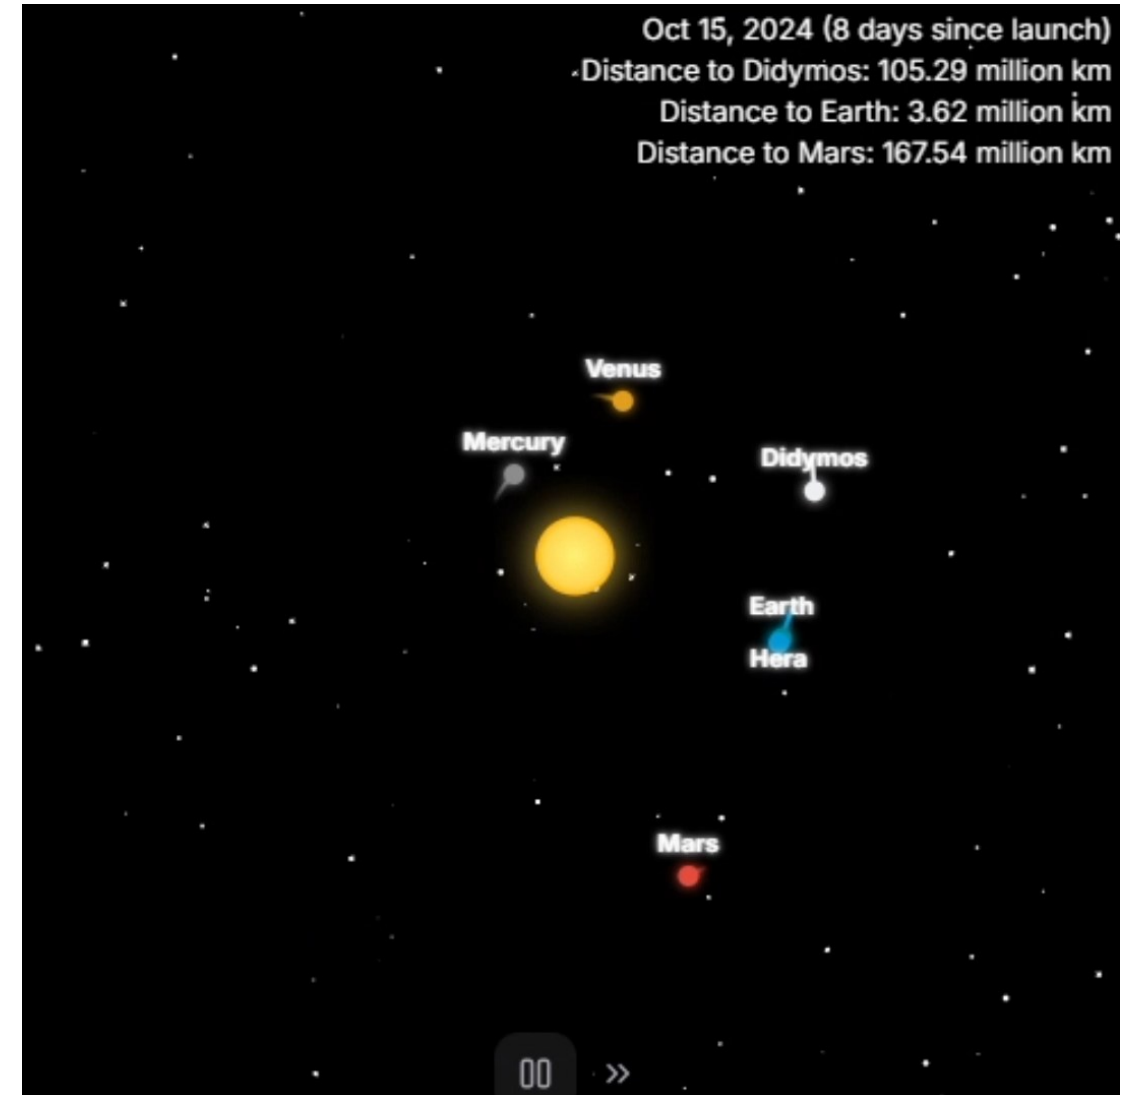 Oct 15, 2024 (8 days since launch)
Distance to Didymos: 105.29 million km
Distance to Earth: 3.62 million km
Distance to Mars: 167.54 million km
Venus
Mercury
Didymos
Earth
Hera
Mars